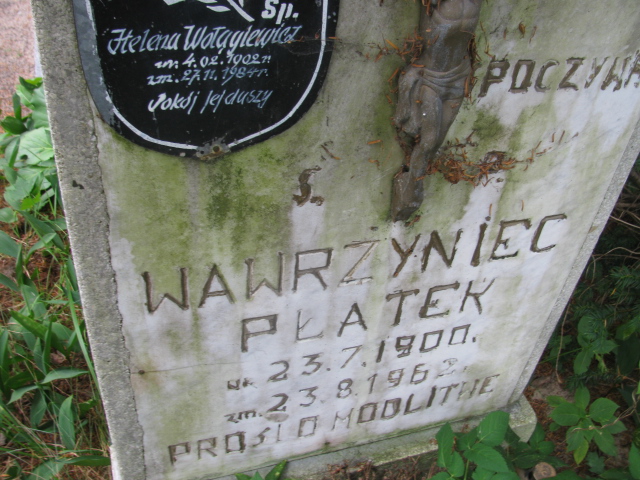 śp.
Helena Wołągiewicz
ur. 4.02.1902 r.
zm. 27.11.1984 r.
Pokój jej duszy
POCZYWA
Ś.
WAWRZYNIEC
PŁATEK
UR. 23.7.1900.
zm. 23.8.1962.
PROSI O MODLITWĘ